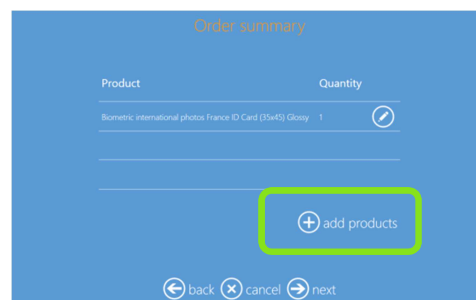 Order summary
Product Quantity
Biometric international photos France ID Card (35x45) Glossy 1
add products
back cancel next